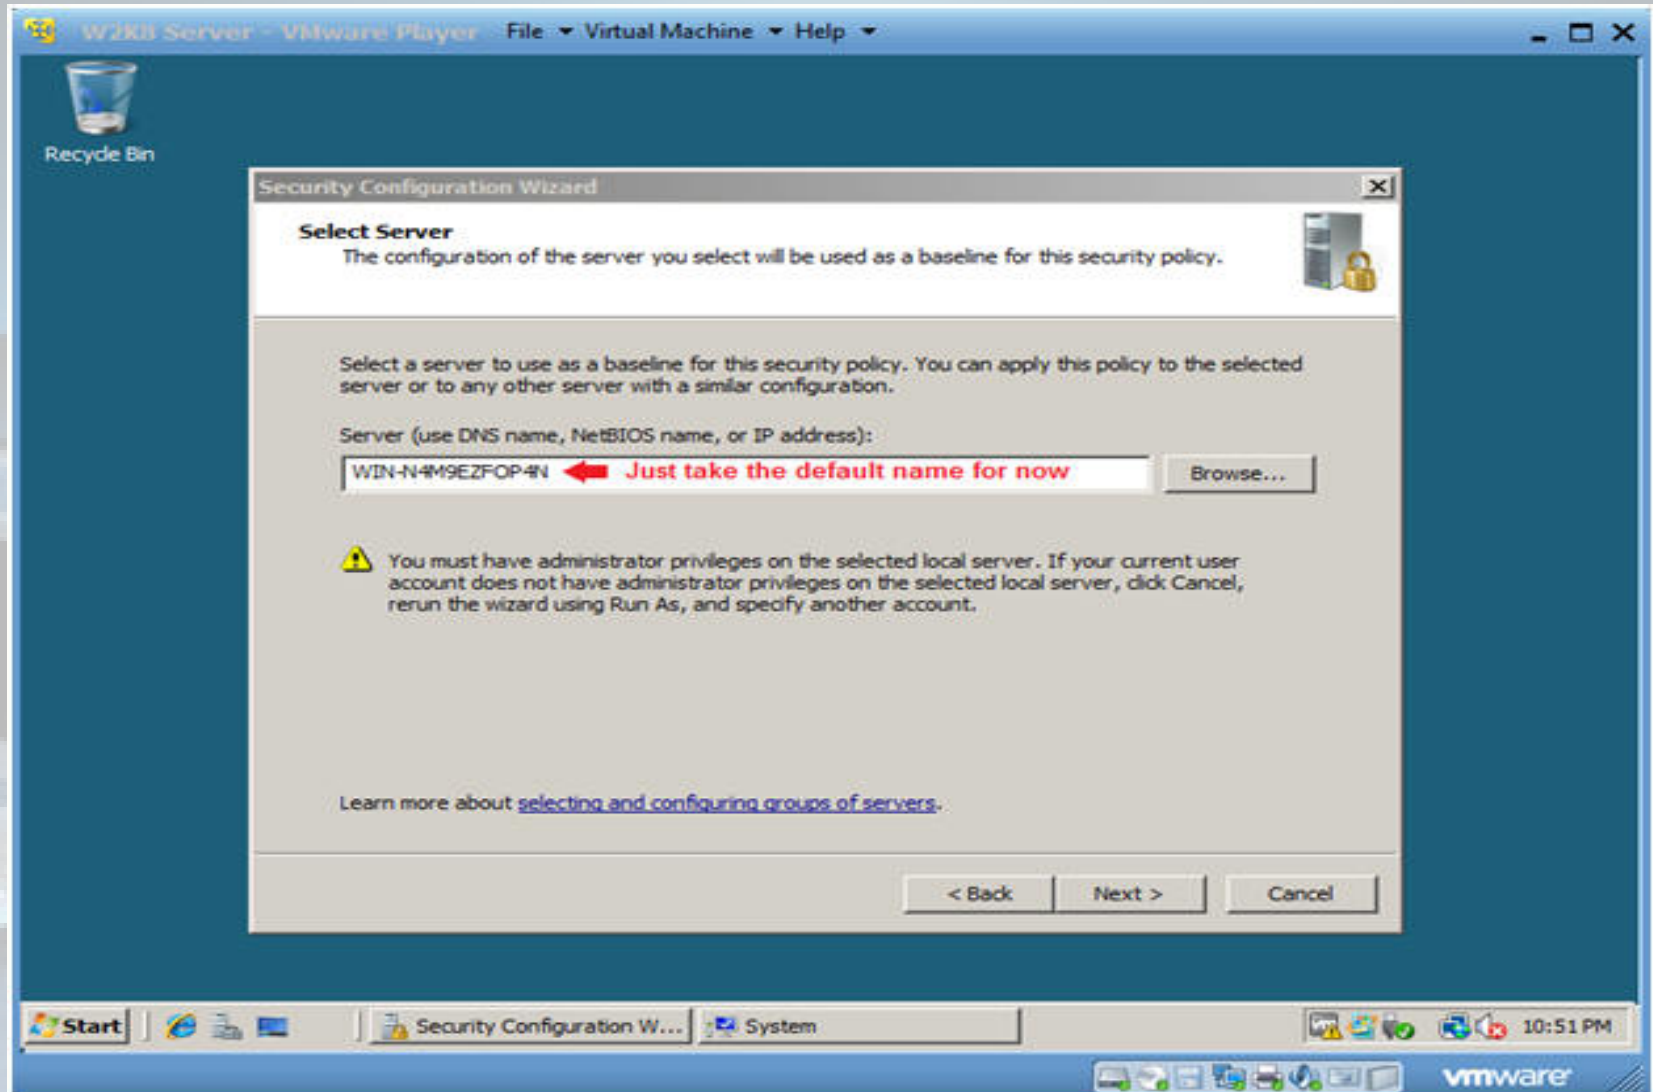 W2K8 Server - VMware Player File Virtual Machine Help
Recycle Bin
Security Configuration Wizard
Select Server
The configuration of the server you select will be used as a baseline for this security policy.
Select a server to use as a baseline for this security policy. You can apply this policy to the selected
server or to any other server with a similar configuration.
Server (use DNS name, NetBIOS name, or IP address):
WIN-N4M9EZFOP4N Just take the default name for now
Browse...
You must have administrator privileges on the selected local server. If your current user
account does not have administrator privileges on the selected local server, click Cancel,
rerun the wizard using Run As, and specify another account.
Learn more about selecting and configuring groups of servers.
< Back Next > Cancel
Start Security Configuration W... System 10:51 PM
vmware